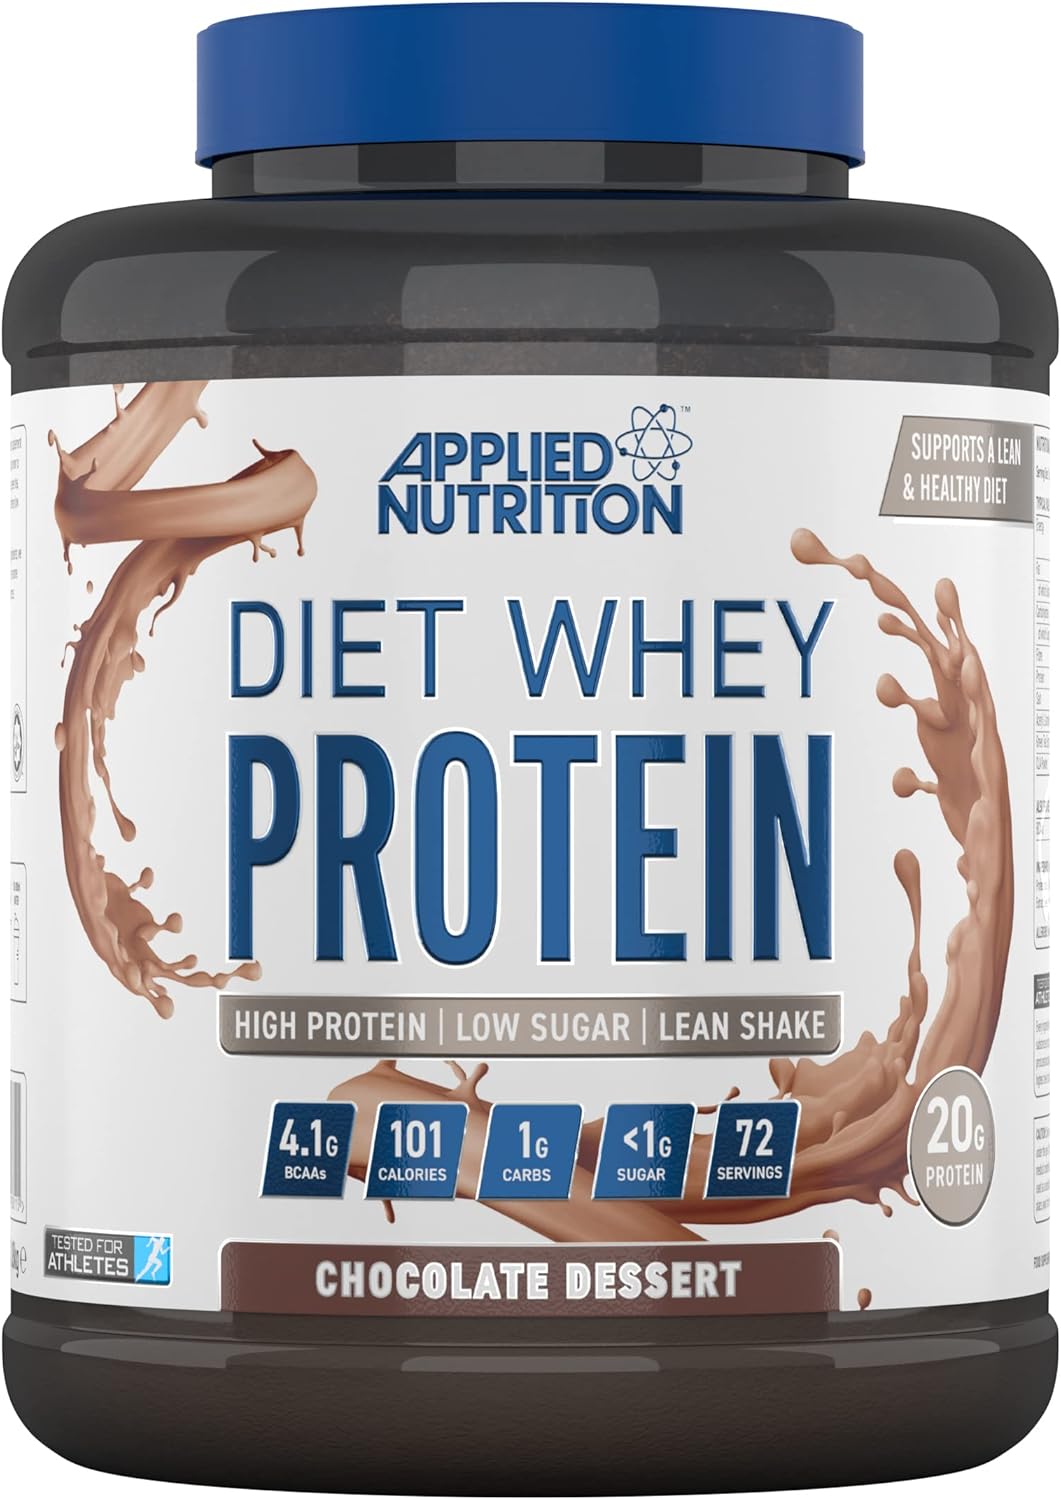 APPLIED
NUTRITION
™
SUPPORTS A LEAN
& HEALTHY DIET
DIET WHEY
PROTEIN
HIGH PROTEIN | LOW SUGAR | LEAN SHAKE
4.1G
BCAAs
101
CALORIES
1G
CARBS
<1G
SUGAR
72
SERVINGS
20G
PROTEIN
TESTED FOR
ATHLETES
CHOCOLATE DESSERT